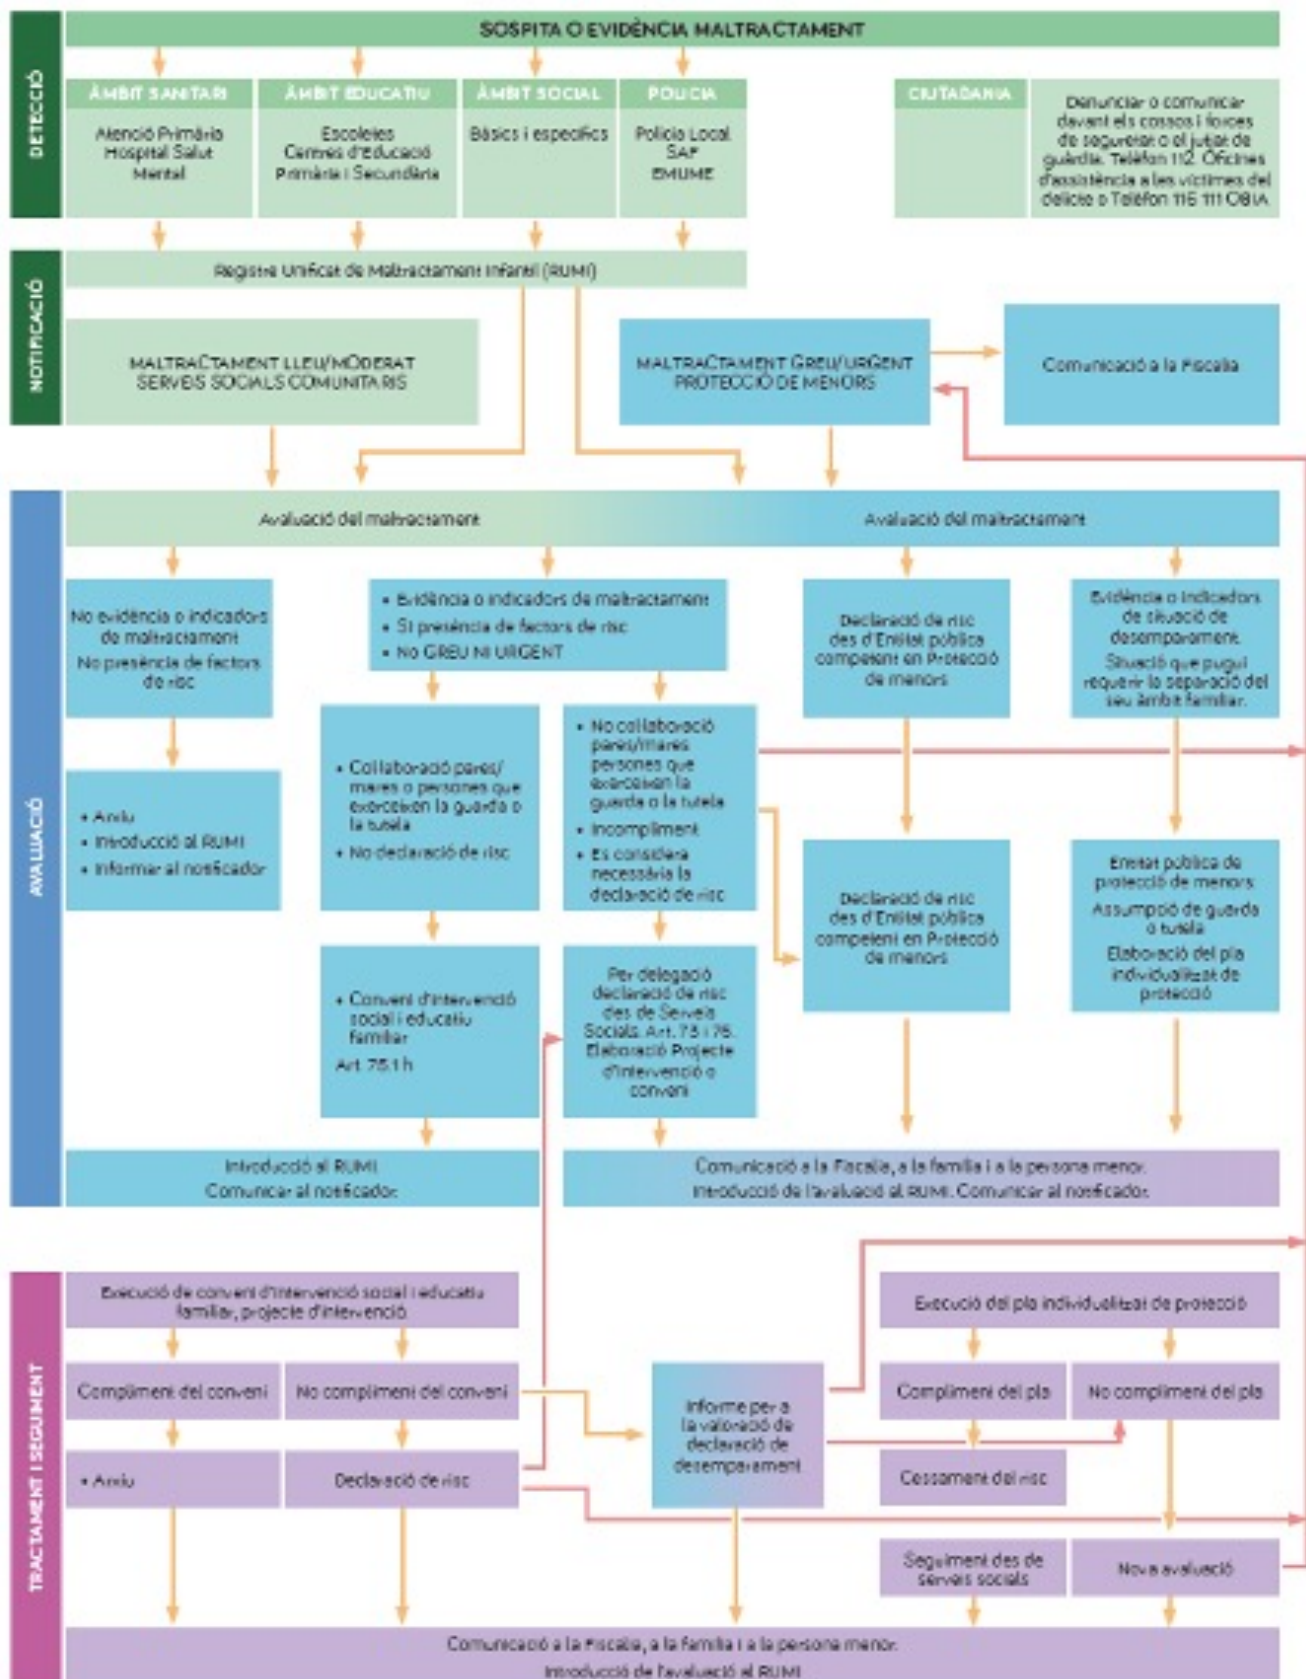 DETECCIÓ
SOSPITA O EVIDÈNCIA MALTRACTAMENT
ÀMBIT SANITARI
Atenció Primària
Hospital Salut
Mental
ÀMBIT EDUCATIU
Escoletes
Centres d'Educació
Primària i Secundària
ÀMBIT SOCIAL
Bàsics i específics
POLICIA
Policia Local
SAF
EMUME
CIUTADANIA
Denunciar o comunicar
davant els cossos i forces
de seguretat o el jutjat de
guàrdia. Telèfon 112. Oficines
d'assistència a les víctimes del
delicte o Telèfon 116 111 OBIA
NOTIFICACIÓ
Registre Unificat de Maltractament Infantil (RUMI)
MALTRACTAMENT LLEU/MODERAT
SERVEIS SOCIALS COMUNITARIS
MALTRACTAMENT GREU/URGENT
PROTECCIÓ DE MENORS
Comunicació a la Fiscalia
AVALUACIÓ
Avaluació del maltractament
Avaluació del maltractament
No evidència o indicadors
de maltractament
No presència de factors
de risc
• Arxiu
• Introducció al RUMI
• Informar al notificador
• Evidència o indicadors de maltractament
• Sí presència de factors de risc
• No GREU NI URGENT
• Col·laboració pares/
mares o persones que
exerceixen la guarda o
la tutela
• No declaració de risc
• Conveni d'intervenció
social i educatiu
familiar
Art. 75.1 h
• No col·laboració
pares/mares
persones que
exerceixen la
guarda o la tutela
• Incompliment
• Es considera
necessària la
declaració de risc
Per delegació
declaració de risc
des de Serveis
Socials. Art. 73 i 75.
Elaboració Projecte
d'intervenció o
conveni
Declaració de risc
des d'Entitat pública
competent en Protecció
de menors
Declaració de risc
des d'Entitat pública
competent en Protecció
de menors
Evidència o Indicadors
de situació de
desemparament.
Situació que pugui
requerir la separació del
seu àmbit familiar.
Entitat pública de
protecció de menors:
Assumpció de guarda
o tutela
Elaboració del pla
individualitzat de
protecció
Introducció al RUMI.
Comunicar al notificador.
Comunicació a la Fiscalia, a la família i a la persona menor.
Introducció de l'avaluació al RUMI. Comunicar al notificador.
TRACTAMENT I SEGUIMENT
Execució de conveni d'intervenció social i educatiu
familiar, projecte d'intervenció.
Compliment del conveni
No compliment del conveni
• Arxiu
Declaració de risc
Informe per a
la valoració de
declaració de
desemparament
Execució del pla individualitzat de protecció
Compliment del pla
No compliment del pla
Cessament del risc
Seguiment des de
serveis socials
Nova avaluació
Comunicació a la Fiscalia, a la família i a la persona menor.
Introducció de l'avaluació al RUMI